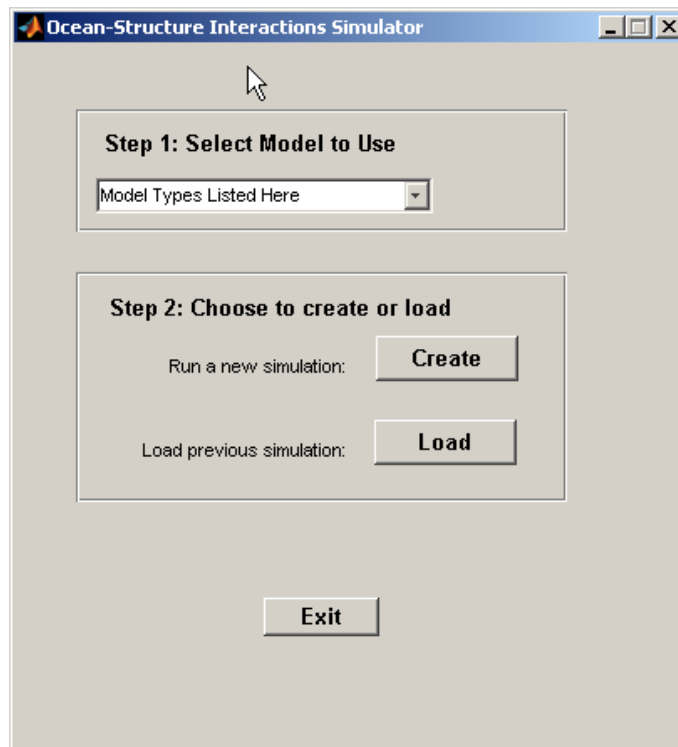 Ocean-Structure Interactions Simulator
Step 1: Select Model to Use
Model Types Listed Here
Step 2: Choose to create or load
Run a new simulation:
Create
Load previous simulation:
Load
Exit